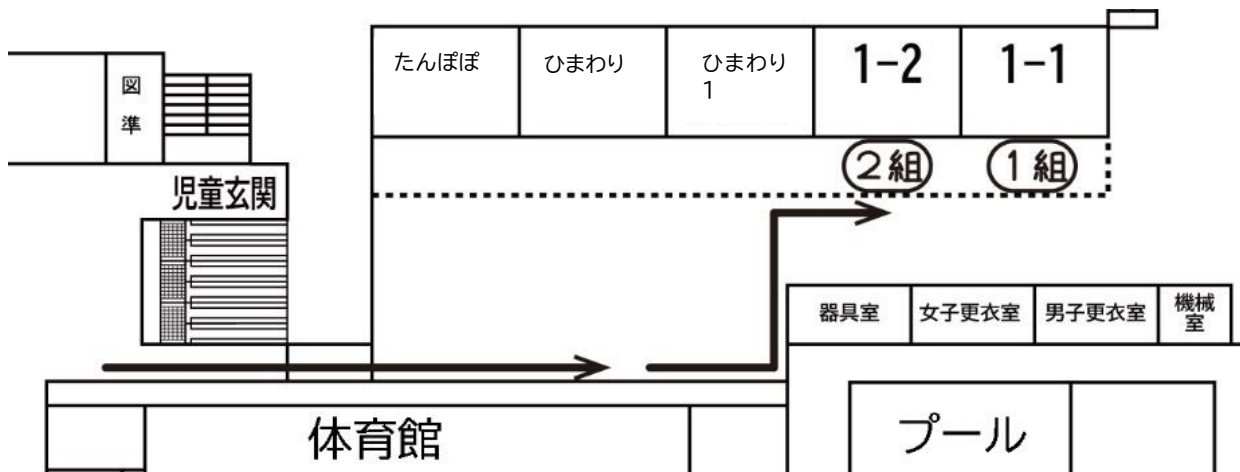 たんぽぽ
ひまわり
ひまわり
1
1-2
1-1
図
準
2組
1組
児童玄関
器具室
女子更衣室
男子更衣室
機械
室
体育館
プール